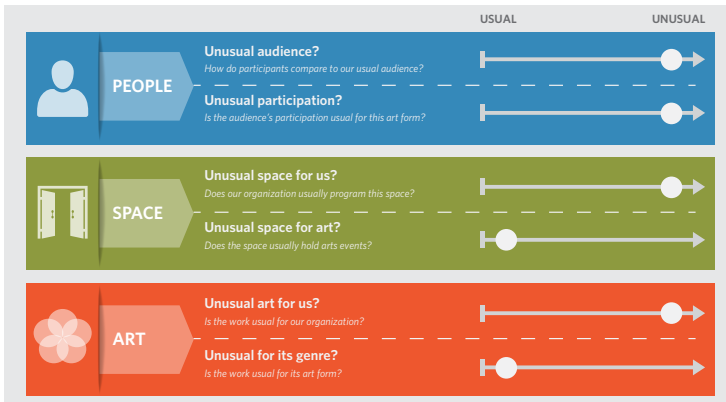 USUAL UNUSUAL
PEOPLE
Unusual audience?
How do participants compare to our usual audience?
Unusual participation?
Is the audience's participation usual for this art form?
SPACE
Unusual space for us?
Does our organization usually program this space?
Unusual space for art?
Does the space usually hold arts events?
ART
Unusual art for us?
Is the work usual for our organization?
Unusual for its genre?
Is the work usual for its art form?